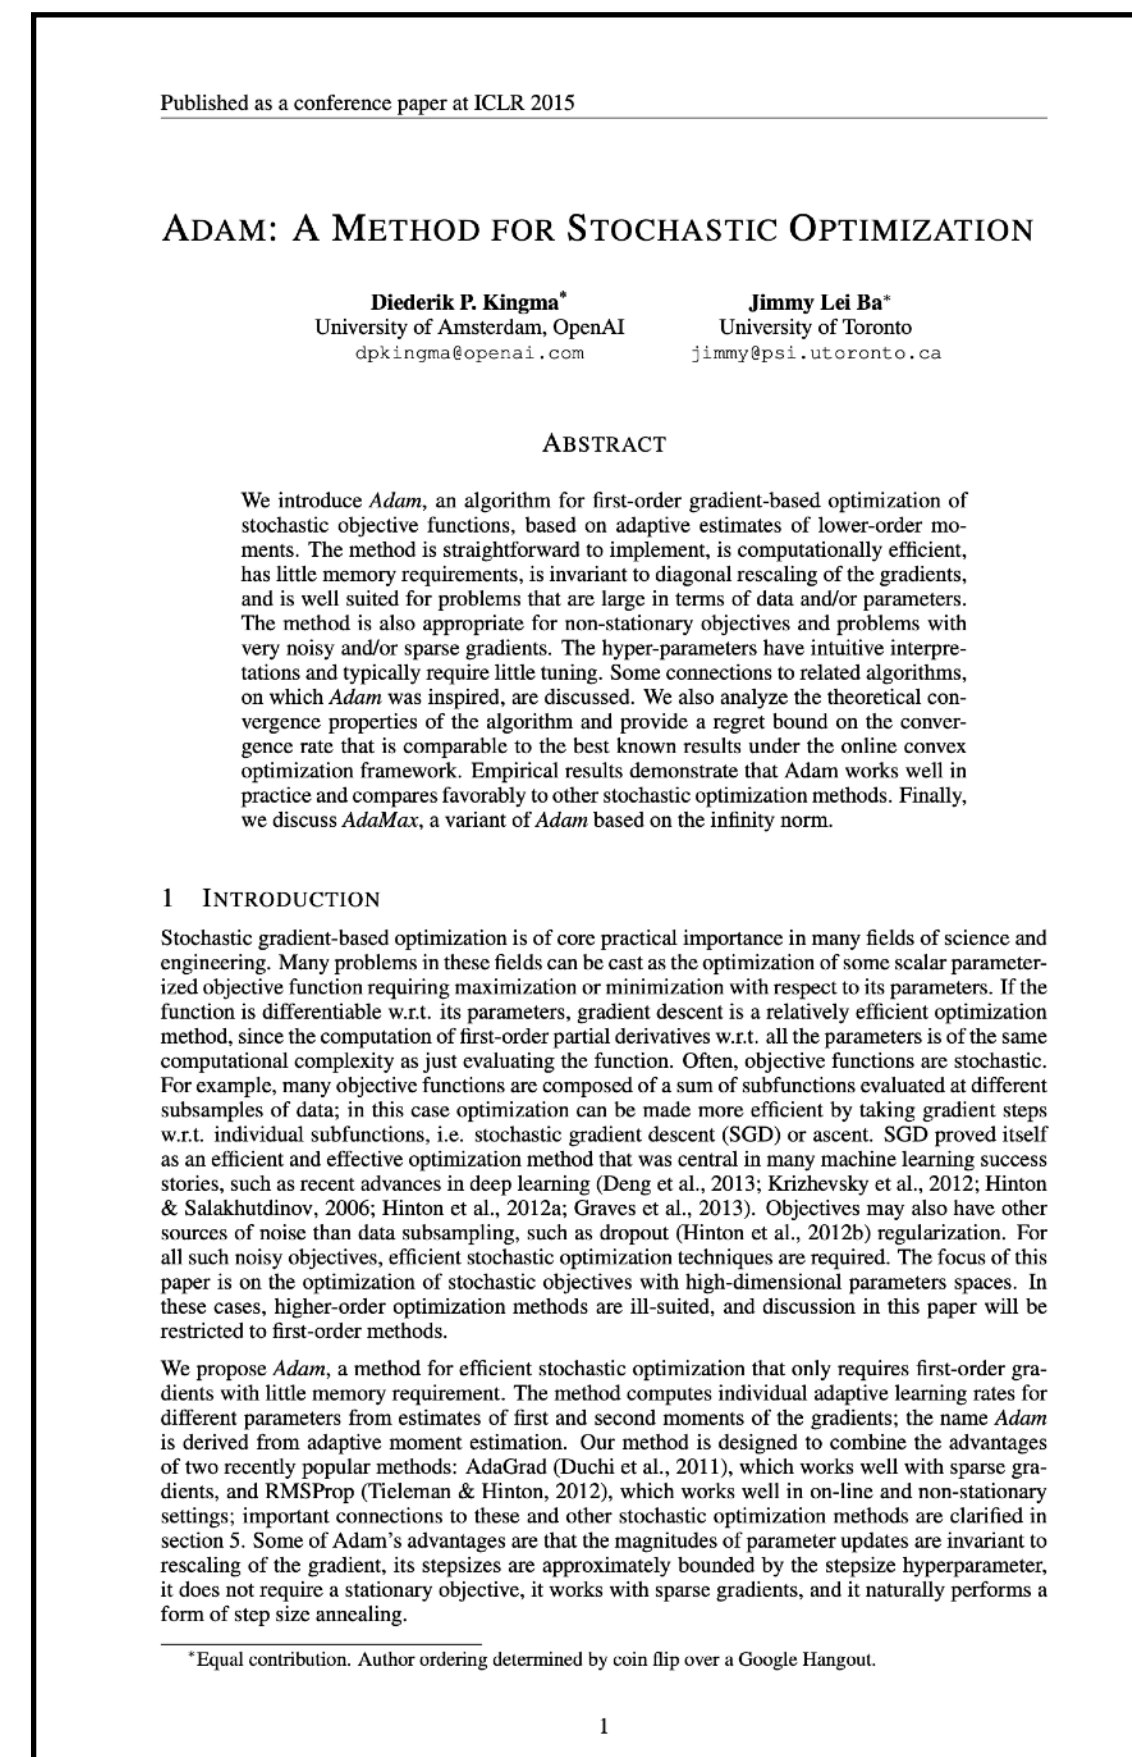 Published as a conference paper at ICLR 2015
ADAM: A METHOD FOR STOCHASTIC OPTIMIZATION
Diederik P. Kingma*
University of Amsterdam, OpenAI
dpkingma@openai.com
Jimmy Lei Ba*
University of Toronto
jimmy@psi.utoronto.ca
ABSTRACT
We introduce Adam, an algorithm for first-order gradient-based optimization of
stochastic objective functions, based on adaptive estimates of lower-order mo-
ments. The method is straightforward to implement, is computationally efficient,
has little memory requirements, is invariant to diagonal rescaling of the gradients,
and is well suited for problems that are large in terms of data and/or parameters.
The method is also appropriate for non-stationary objectives and problems with
very noisy and/or sparse gradients. The hyper-parameters have intuitive interpre-
tations and typically require little tuning. Some connections to related algorithms,
on which Adam was inspired, are discussed. We also analyze the theoretical con-
vergence properties of the algorithm and provide a regret bound on the conver-
gence rate that is comparable to the best known results under the online convex
optimization framework. Empirical results demonstrate that Adam works well in
practice and compares favorably to other stochastic optimization methods. Finally,
we discuss AdaMax, a variant of Adam based on the infinity norm.
1 INTRODUCTION
Stochastic gradient-based optimization is of core practical importance in many fields of science and
engineering. Many problems in these fields can be cast as the optimization of some scalar parameter-
ized objective function requiring maximization or minimization with respect to its parameters. If the
function is differentiable w.r.t. its parameters, gradient descent is a relatively efficient optimization
method, since the computation of first-order partial derivatives w.r.t. all the parameters is of the same
computational complexity as just evaluating the function. Often, objective functions are stochastic.
For example, many objective functions are composed of a sum of subfunctions evaluated at different
subsamples of data; in this case optimization can be made more efficient by taking gradient steps
w.r.t. individual subfunctions, i.e. stochastic gradient descent (SGD) or ascent. SGD proved itself
as an efficient and effective optimization method that was central in many machine learning success
stories, such as recent advances in deep learning (Deng et al., 2013; Krizhevsky et al., 2012; Hinton
& Salakhutdinov, 2006; Hinton et al., 2012a; Graves et al., 2013). Objectives may also have other
sources of noise than data subsampling, such as dropout (Hinton et al., 2012b) regularization. For
all such noisy objectives, efficient stochastic optimization techniques are required. The focus of this
paper is on the optimization of stochastic objectives with high-dimensional parameters spaces. In
these cases, higher-order optimization methods are ill-suited, and discussion in this paper will be
restricted to first-order methods.
We propose Adam, a method for efficient stochastic optimization that only requires first-order gra-
dients with little memory requirement. The method computes individual adaptive learning rates for
different parameters from estimates of first and second moments of the gradients; the name Adam
is derived from adaptive moment estimation. Our method is designed to combine the advantages
of two recently popular methods: AdaGrad (Duchi et al., 2011), which works well with sparse gra-
dients, and RMSProp (Tieleman & Hinton, 2012), which works well in on-line and non-stationary
settings; important connections to these and other stochastic optimization methods are clarified in
section 5. Some of Adam's advantages are that the magnitudes of parameter updates are invariant to
rescaling of the gradient, its stepsizes are approximately bounded by the stepsize hyperparameter,
it does not require a stationary objective, it works with sparse gradients, and it naturally performs a
form of step size annealing.
*Equal contribution. Author ordering determined by coin flip over a Google Hangout.
1